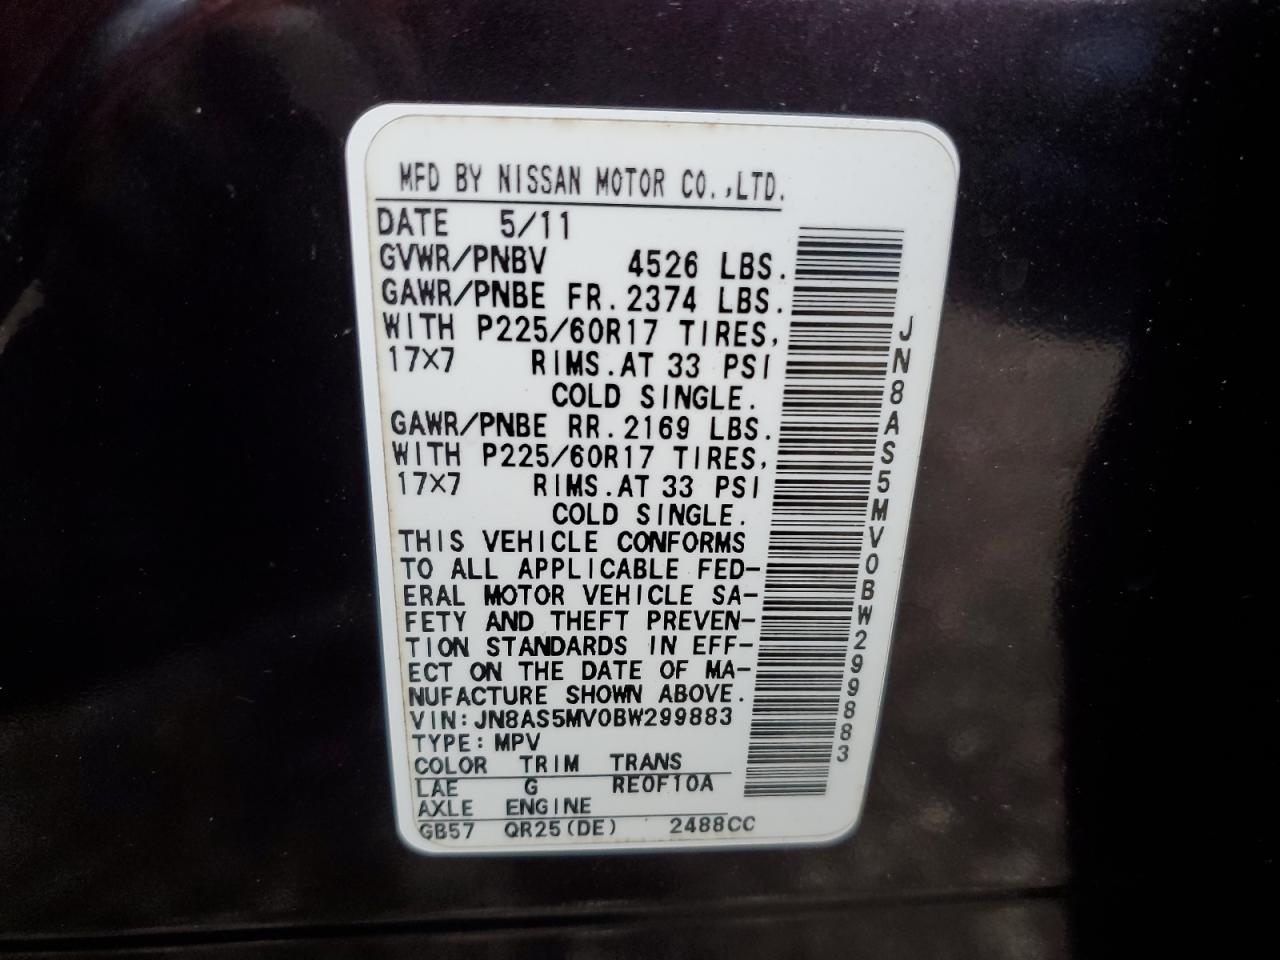 MFD BY NISSAN MOTOR CO.,LTD.
DATE 5/11
GVWR/PNBV 4526 LBS.
GAWR/PNBE FR.2374 LBS.
WITH P225/60R17 TIRES,
17X7 RIMS.AT 33 PSI
COLD SINGLE.
GAWR/PNBE RR.2169 LBS.
WITH P225/60R17 TIRES,
17X7 RIMS.AT 33 PSI
COLD SINGLE.
THIS VEHICLE CONFORMS
TO ALL APPLICABLE FED-
ERAL MOTOR VEHICLE SA-
FETY AND THEFT PREVEN-
TION STANDARDS IN EFF-
ECT ON THE DATE OF MA-
NUFACTURE SHOWN ABOVE.
VIN:JN8AS5MV0BW299883
TYPE:MPV
COLOR TRIM TRANS
LAE G RE0F10A
AXLE ENGINE
GB57 QR25(DE) 2488CC
JN8AS5MV0BW299883